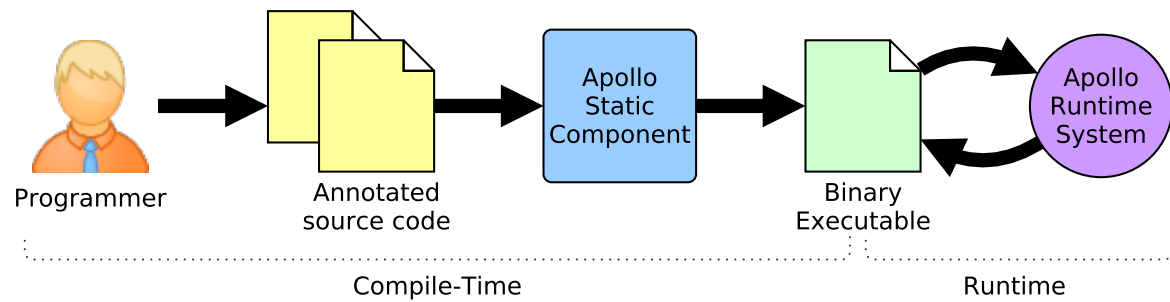 Programmer
Annotated
source code
Apollo
Static
Component
Binary
Executable
Apollo
Runtime
System
Compile-Time
Runtime